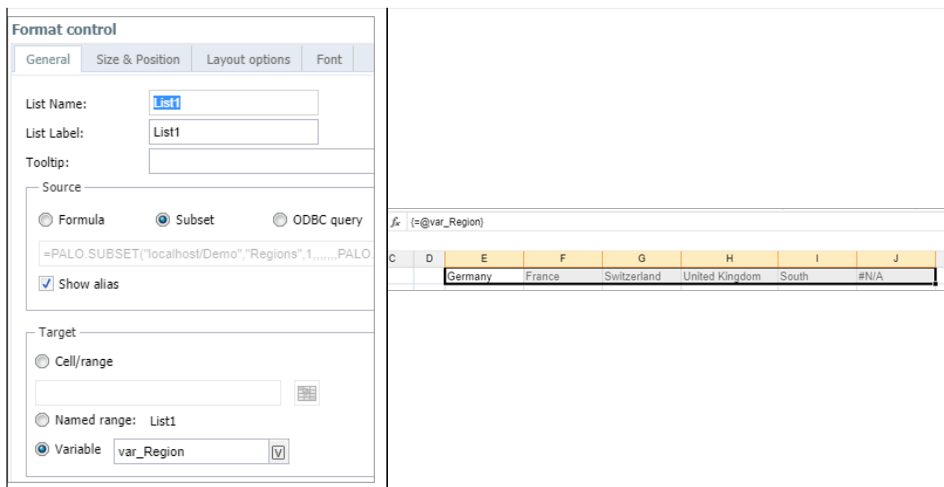 Format control
General Size & Position Layout options Font
List Name: List1
List Label: List1
Tooltip:
Source
Formula Subset ODBC query
=PALO.SUBSET("localhost/Demo","Regions",1,,,,,,,PALO.
Show alias
Target
Cell/range
Named range: List1
Variable var_Region V
fx {=@var_Region}
C D E F G H I J
Germany France Switzerland United Kingdom South #N/A